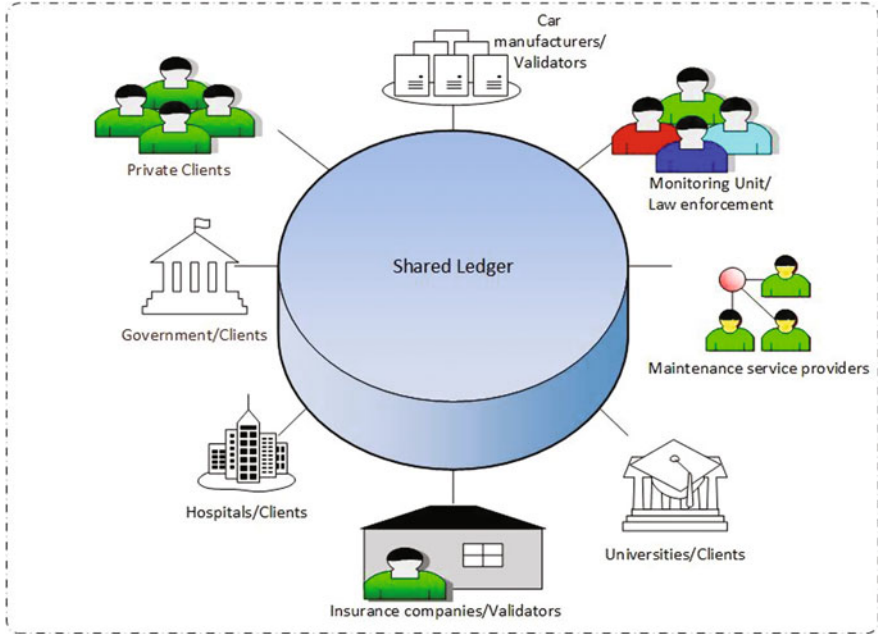 Car
manufacturers/
Validators
Private Clients
Monitoring Unit/
Law enforcement
Shared Ledger
Government/Clients
Maintenance service providers
Hospitals/Clients
Universities/Clients
Insurance companies/Validators